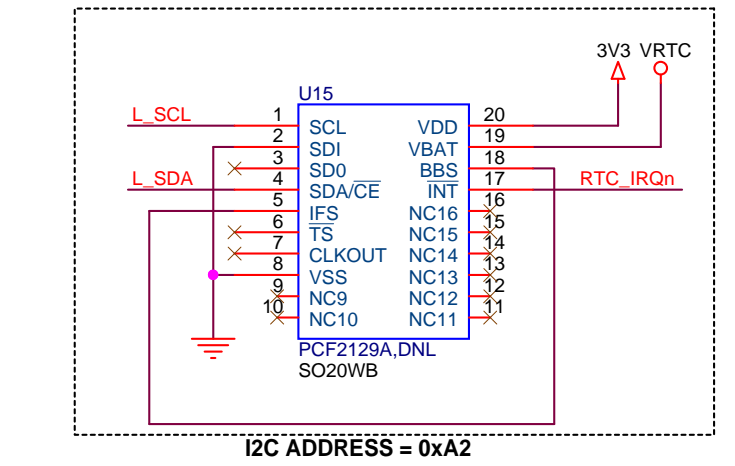 3V3 VRTC
U15
L_SCL 1 SCL VDD 20
2 SDI VBAT 19
3 SD0 BBS 18
L_SDA 4 SDA/CE INT 17 RTC_IRQn
5 IFS NC16 16
6 TS NC15 15
7 CLKOUT NC14 14
8 VSS NC13 13
9 NC9 NC12 12
10 NC10 NC11 11
PCF2129A,DNL
SO20WB
I2C ADDRESS = 0xA2